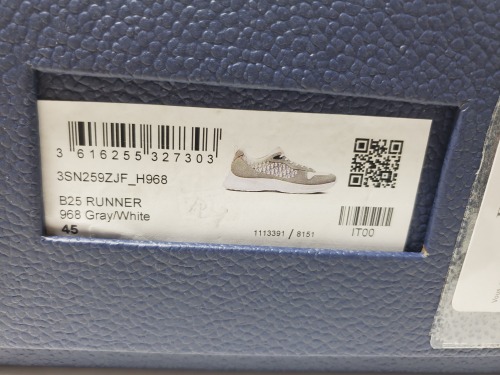 3 616255 327303
3SN259ZJF_H968
B25 RUNNER
968 Gray/White
45
1113391 / 8151
IT00